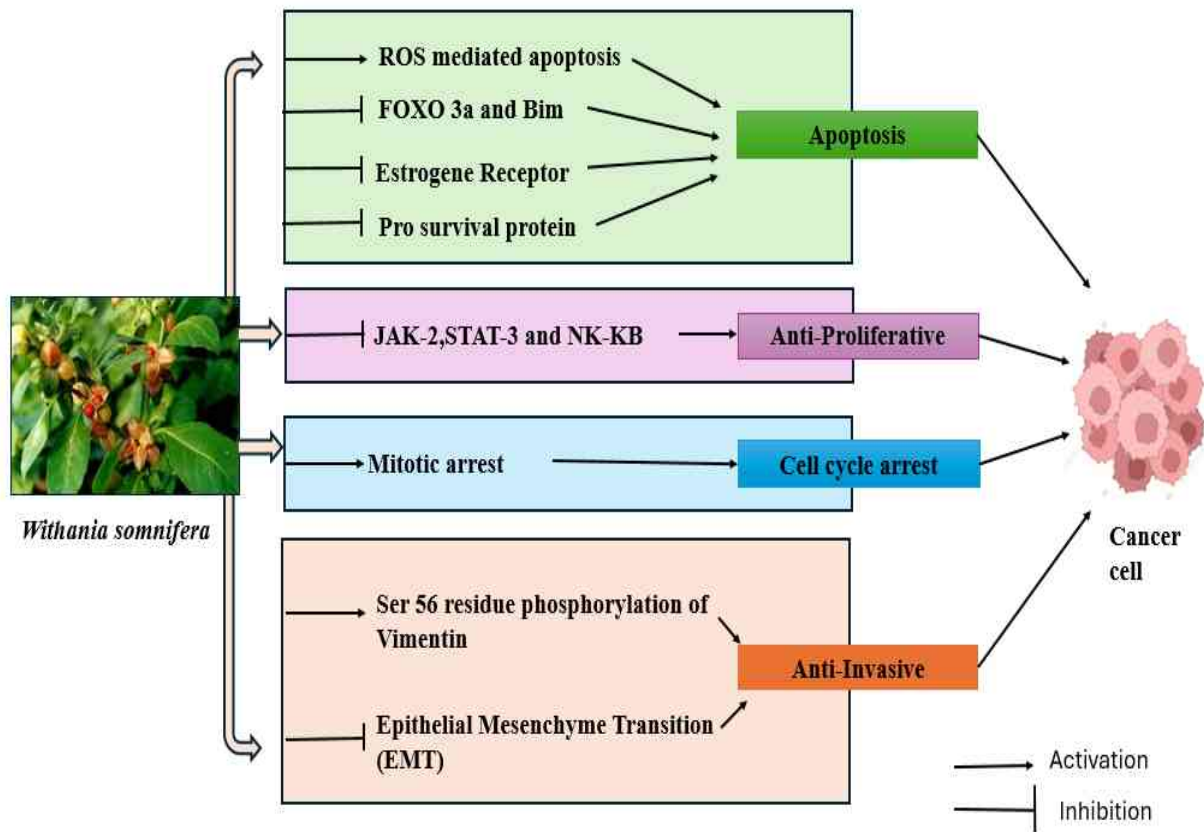 ROS mediated apoptosis
FOXO 3a and Bim
Estrogene Receptor
Pro survival protein
Apoptosis
JAK-2,STAT-3 and NK-KB
Anti-Proliferative
Mitotic arrest
Cell cycle arrest
Withania somnifera
Ser 56 residue phosphorylation of
Vimentin
Epithelial Mesenchyme Transition
(EMT)
Anti-Invasive
Cancer
cell
Activation
Inhibition